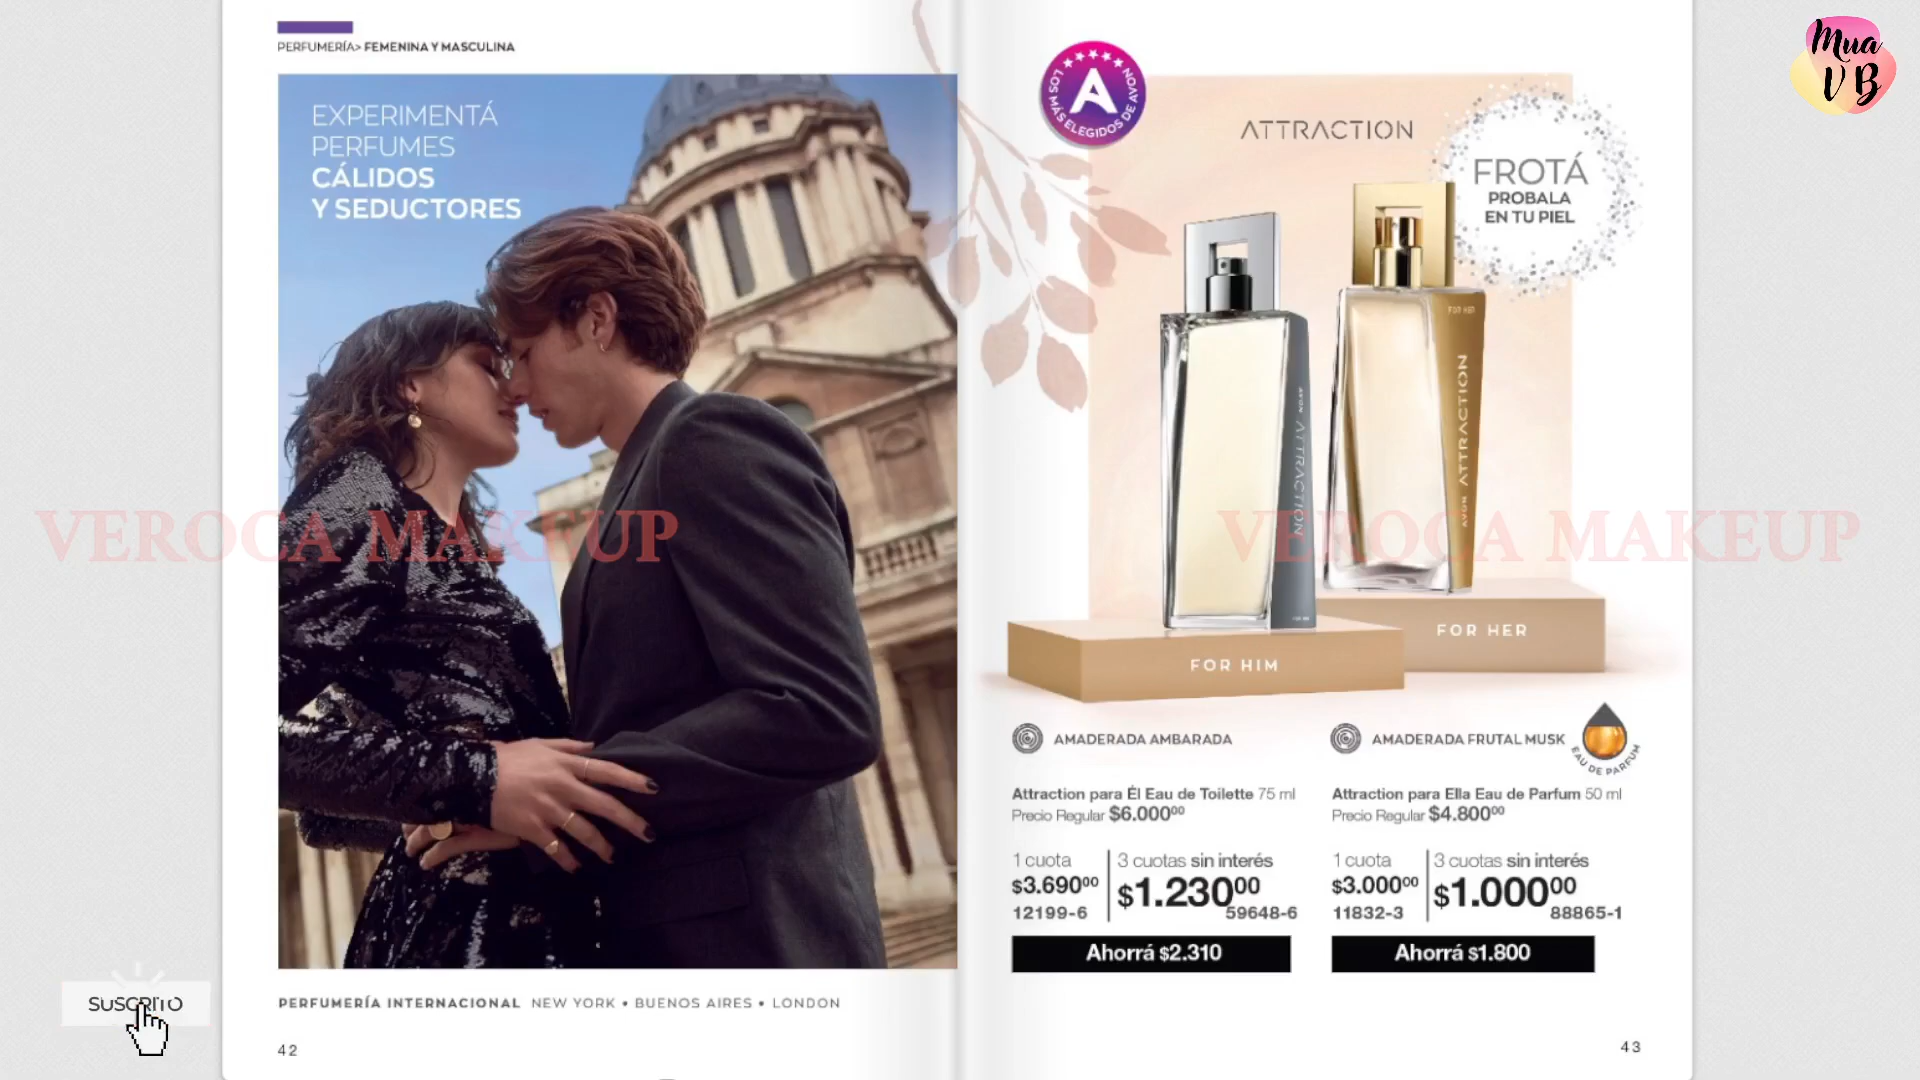 PERFUMERÍA> FEMENINA Y MASCULINA
EXPERIMENTÁ
PERFUMES
CÁLIDOS
Y SEDUCTORES
PERFUMERÍA INTERNACIONAL NEW YORK • BUENOS AIRES • LONDON
42
LOS MÁS ELEGIDOS DE AVON
A
ATTRACTION
FROTÁ
PROBALA
EN TU PIEL
AVON ATTRACTION
FOR HER
AVON ATTRACTION
FOR HIM
FOR HER
AMADERADA AMBARADA
Attraction para Él Eau de Toilette 75 ml
Precio Regular $6.000⁰⁰
1 cuota
$3.690⁰⁰
12199-6
3 cuotas sin interés
$1.230⁰⁰
59648-6
Ahorrá $2.310
AMADERADA FRUTAL MUSK
EAU DE PARFUM
Attraction para Ella Eau de Parfum 50 ml
Precio Regular $4.800⁰⁰
1 cuota
$3.000⁰⁰
11832-3
3 cuotas sin interés
$1.000⁰⁰
88865-1
Ahorrá $1.800
43
VEROCA MAKEUP
VEROCA MAKEUP
Mua
VB
SUSCRITO